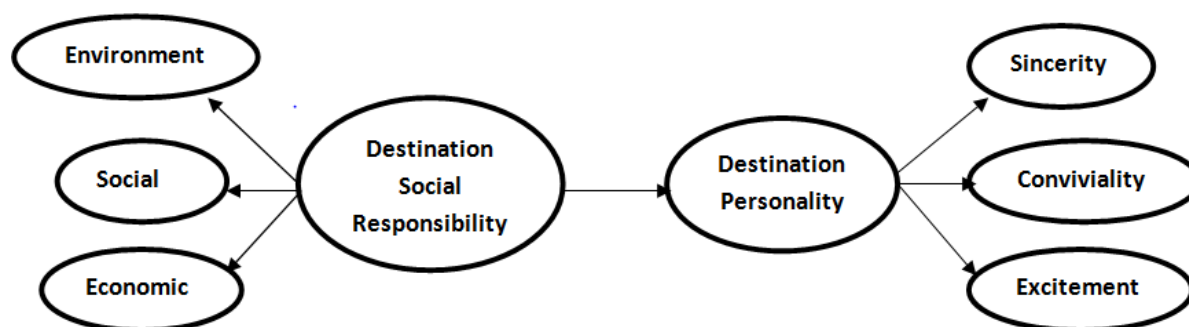 Environment
Social
Economic
Destination
Social
Responsibility
Destination
Personality
Sincerity
Conviviality
Excitement